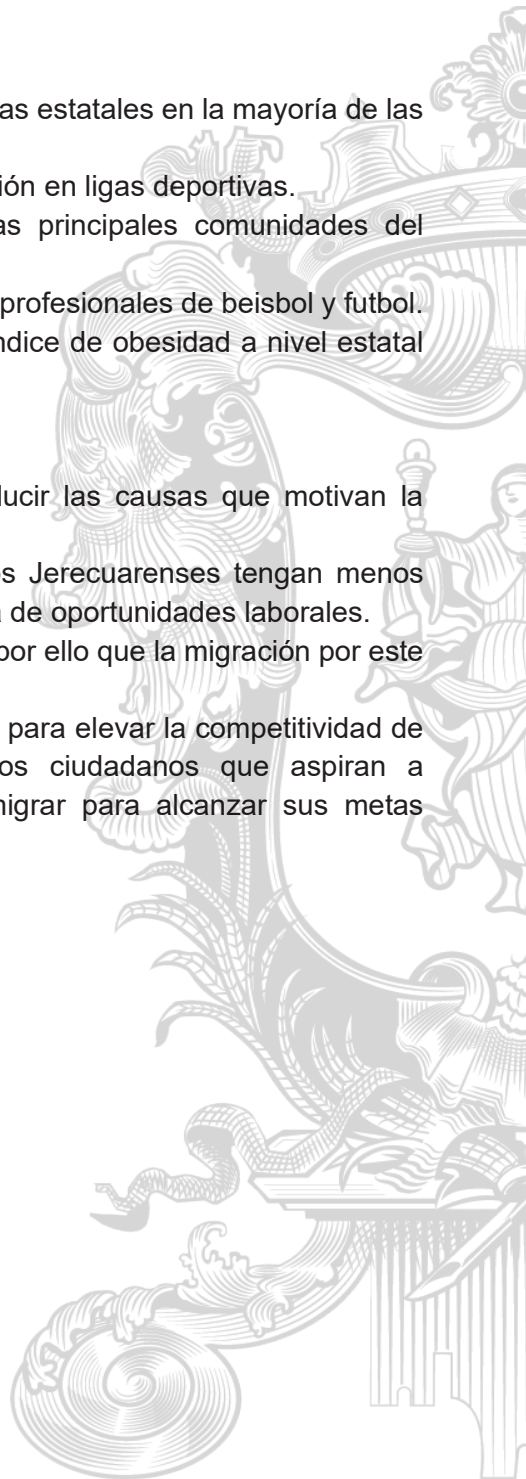 as estatales en la mayoría de las
ión en ligas deportivas.
as principales comunidades del
profesionales de beisbol y futbol.
ndice de obesidad a nivel estatal
ducir las causas que motivan la
os Jerecuarenses tengan menos
a de oportunidades laborales.
por ello que la migración por este
para elevar la competitividad de
los ciudadanos que aspiran a
migrar para alcanzar sus metas